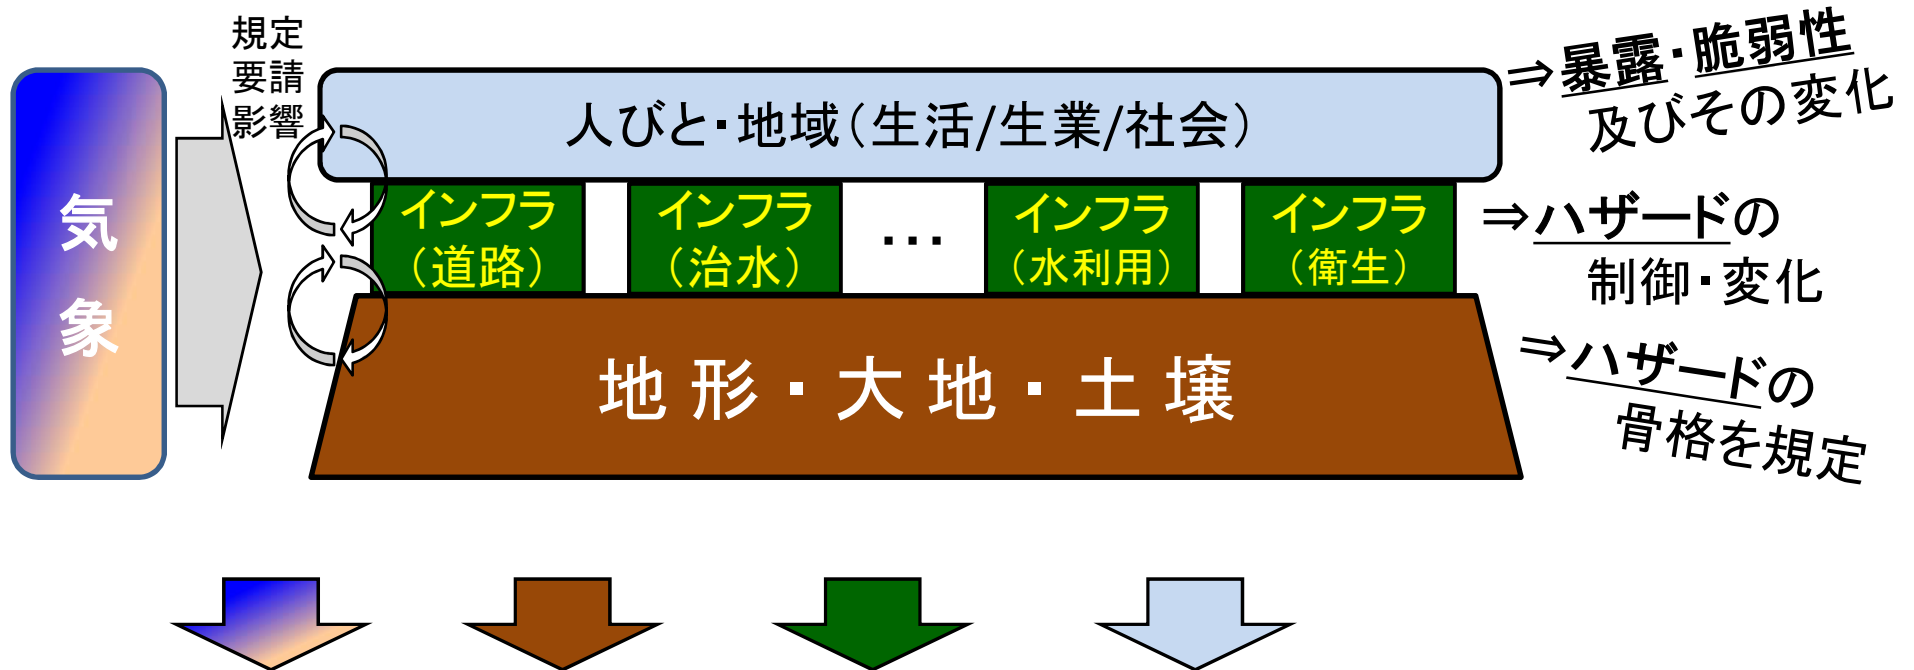 規定
要請
影響
気
象
人びと・地域（生活/生業/社会）
インフラ
（道路）
インフラ
（治水）
･･･
インフラ
（水利用）
インフラ
（衛生）
地形・大地・土壌
⇒暴露・脆弱性
及びその変化
⇒ハザードの
制御・変化
⇒ハザードの
骨格を規定